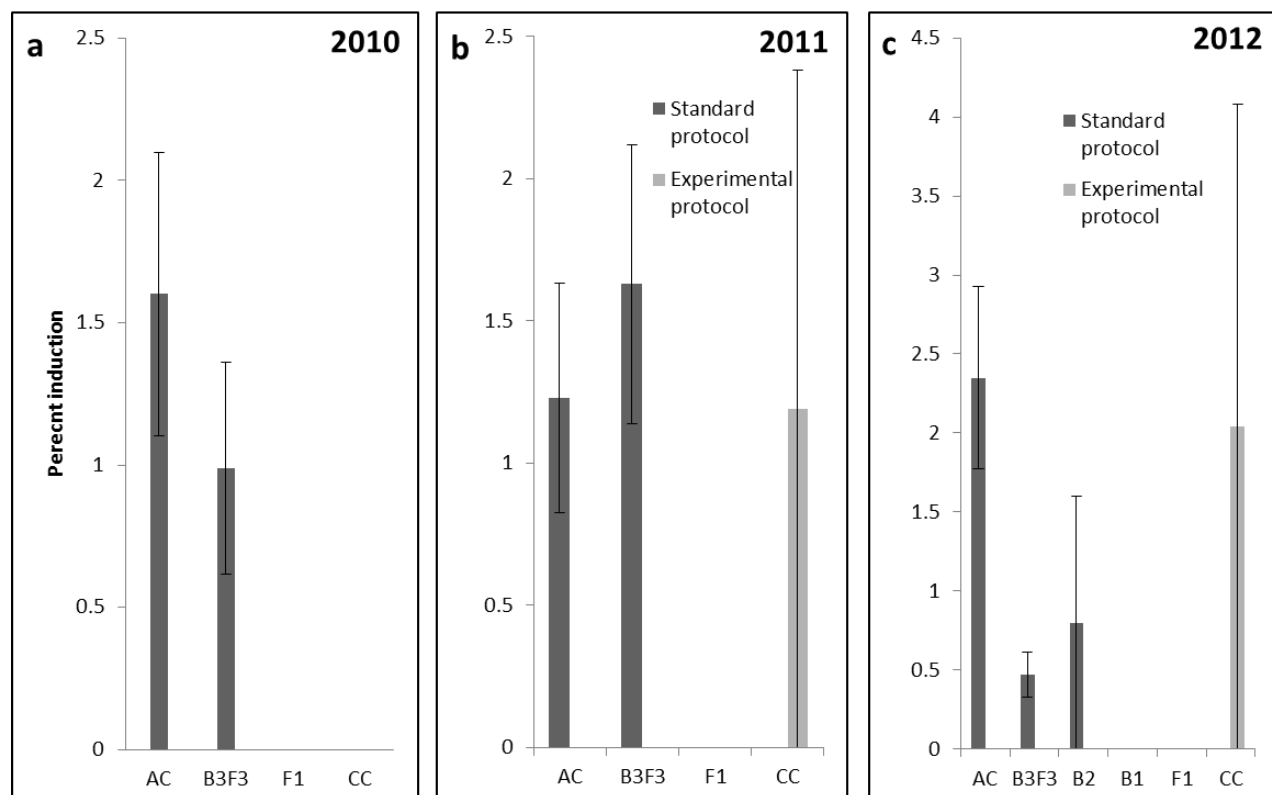 a
2010
2.5
2
1.5
1
0.5
0
Perecnt induction
AC B3F3 F1 CC
b
2011
2.5
2
1.5
1
0.5
0
Standard
protocol
Experimental
protocol
AC B3F3 F1 CC
c
2012
4.5
4
3.5
3
2.5
2
1.5
1
0.5
0
Standard
protocol
Experimental
protocol
AC B3F3 B2 B1 F1 CC